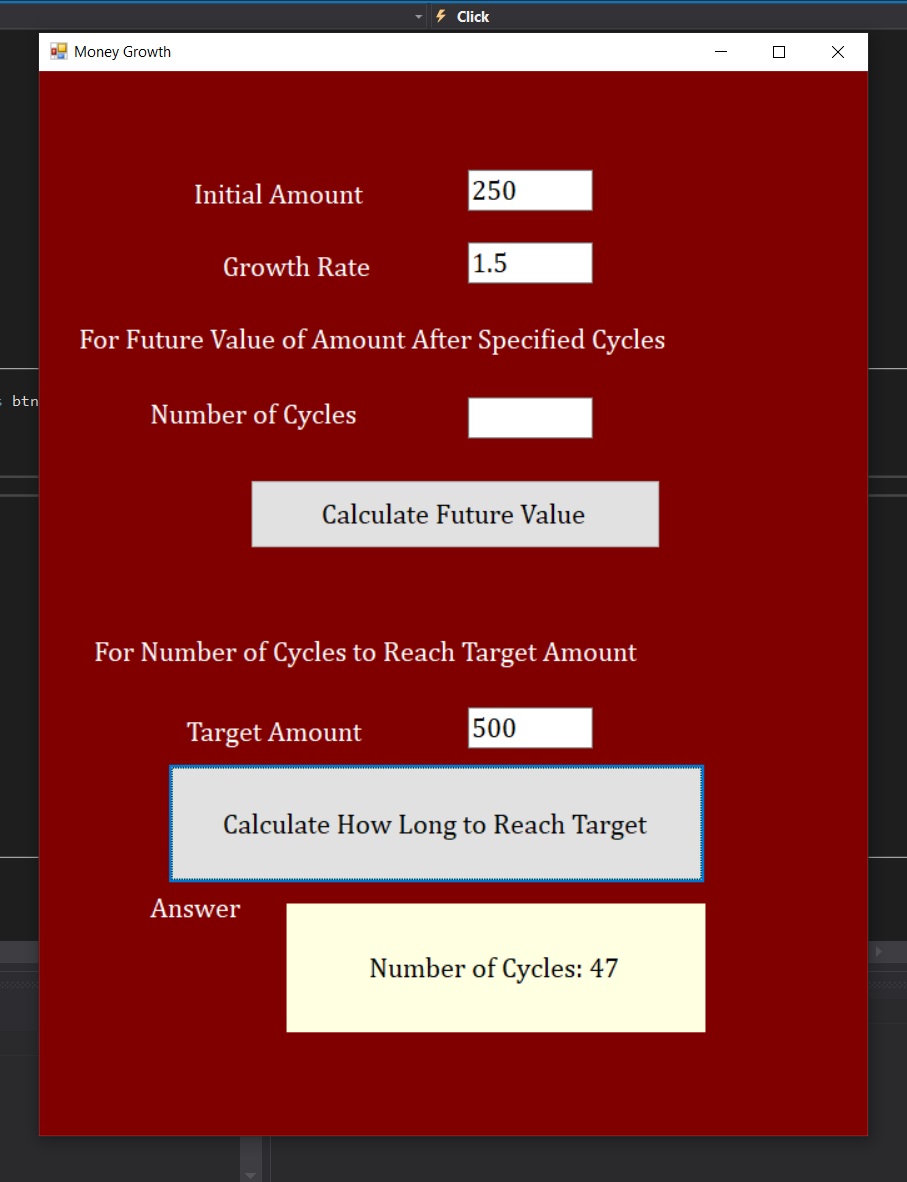 Click
Money Growth
Initial Amount 250
Growth Rate 1.5
For Future Value of Amount After Specified Cycles
btn
Number of Cycles
Calculate Future Value
For Number of Cycles to Reach Target Amount
Target Amount 500
Calculate How Long to Reach Target
Answer
Number of Cycles: 47